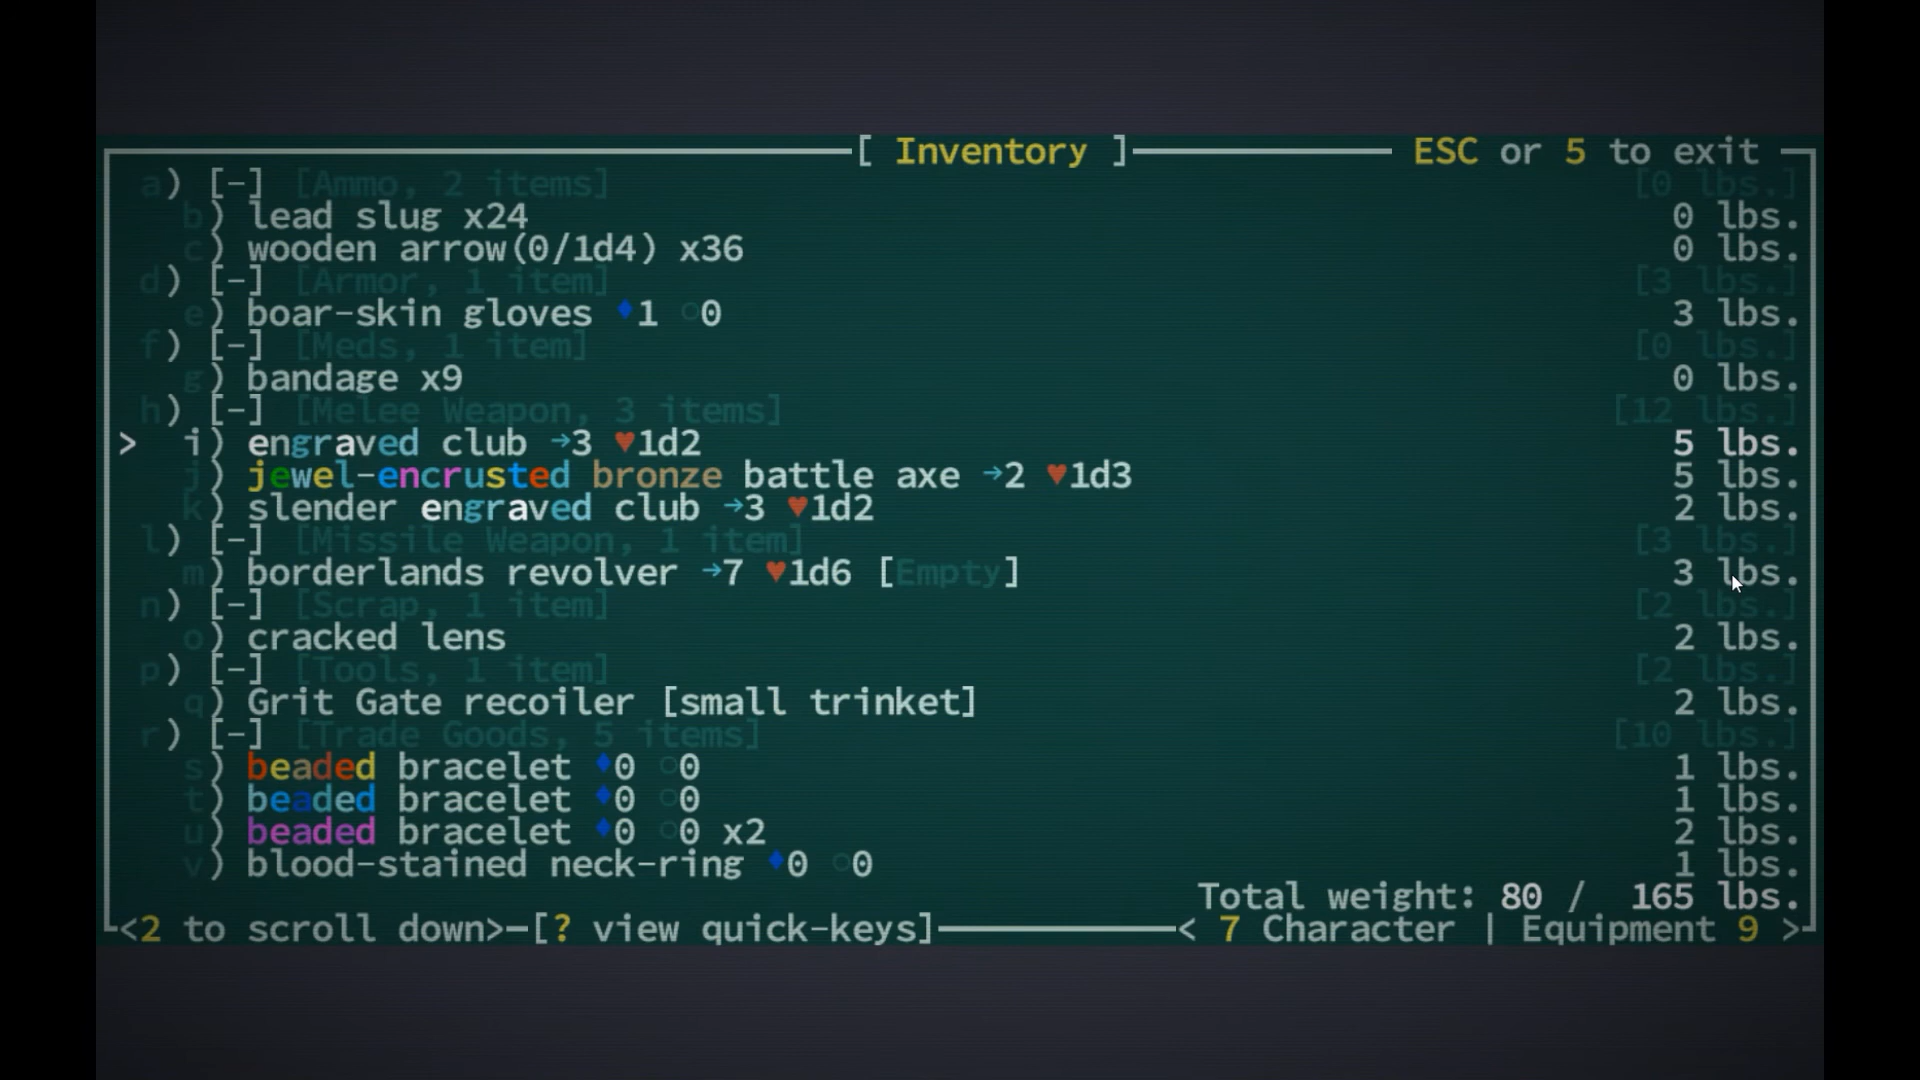 [ Inventory ] ESC or 5 to exit
a) [-] [Ammo, 2 items] [0 lbs.]
b) lead slug x24 0 lbs.
c) wooden arrow(0/1d4) x36 0 lbs.
d) [-] [Armor, 1 item] [3 lbs.]
e) boar-skin gloves ♦1 ○0 3 lbs.
f) [-] [Meds, 1 item] [0 lbs.]
g) bandage x9 0 lbs.
h) [-] [Melee Weapon, 3 items] [12 lbs.]
> i) engraved club →3 ♥1d2 5 lbs.
j) jewel-encrusted bronze battle axe →2 ♥1d3 5 lbs.
k) slender engraved club →3 ♥1d2 2 lbs.
l) [-] [Missile Weapon, 1 item] [3 lbs.]
m) borderlands revolver →7 ♥1d6 [Empty] 3 lbs.
n) [-] [Scrap, 1 item] [2 lbs.]
o) cracked lens 2 lbs.
p) [-] [Tools, 1 item] [2 lbs.]
q) Grit Gate recoiler [small trinket] 2 lbs.
r) [-] [Trade Goods, 5 items] [10 lbs.]
s) beaded bracelet ♦0 ○0 1 lbs.
t) beaded bracelet ♦0 ○0 1 lbs.
u) beaded bracelet ♦0 ○0 x2 2 lbs.
v) blood-stained neck-ring ♦0 ○0 1 lbs.
Total weight: 80 / 165 lbs.
<2 to scroll down>-[? view quick-keys] < 7 Character | Equipment 9 >